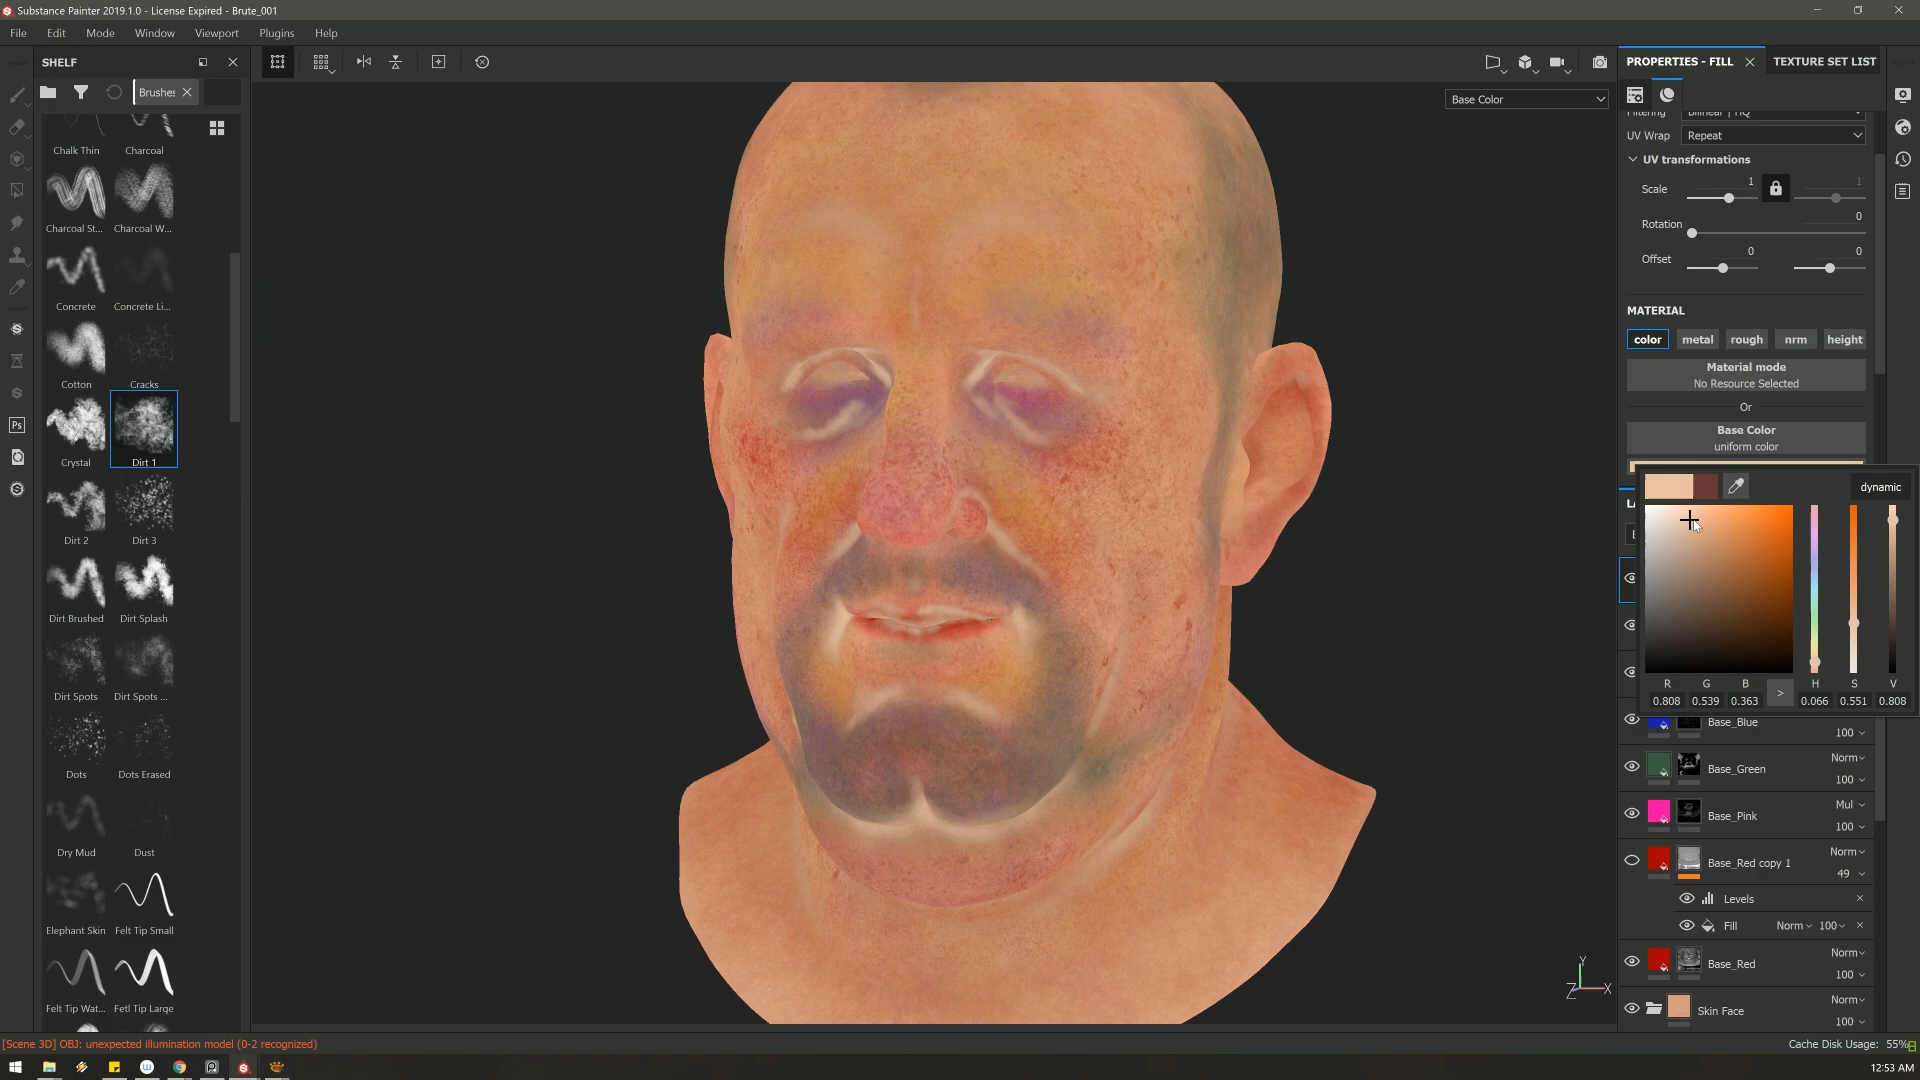 Substance Painter 2019.1.0 - License Expired - Brute_001
File Edit Mode Window Viewport Plugins Help
SHELF
Brushes
Chalk Thin Charcoal
Charcoal St... Charcoal W...
Concrete Concrete Li...
Cotton Cracks
Crystal Dirt 1
Dirt 2 Dirt 3
Dirt Brushed Dirt Splash
Dirt Spots Dirt Spots ...
Dots Dots Erased
Dry Mud Dust
Elephant Skin Felt Tip Small
Felt Tip Wat... Fetl Tip Large
Ps
Base Color
Y
Z X
PROPERTIES - FILL TEXTURE SET LIST
Filtering Bilinear | HQ
UV Wrap Repeat
UV transformations
Scale 1 1
Rotation 0
Offset 0 0
MATERIAL
color metal rough nrm height
Material mode
No Resource Selected
Or
Base Color
uniform color
dynamic
R G B > H S V
0.808 0.539 0.363 0.066 0.551 0.808
Base_Blue
100
Base_Green Norm
100
Base_Pink Mul
100
Base_Red copy 1 Norm
49
Levels
Fill Norm 100
Base_Red Norm
100
Skin Face Norm
100
[Scene 3D] OBJ: unexpected illumination model (0-2 recognized)
Cache Disk Usage: 55%
12:53 AM